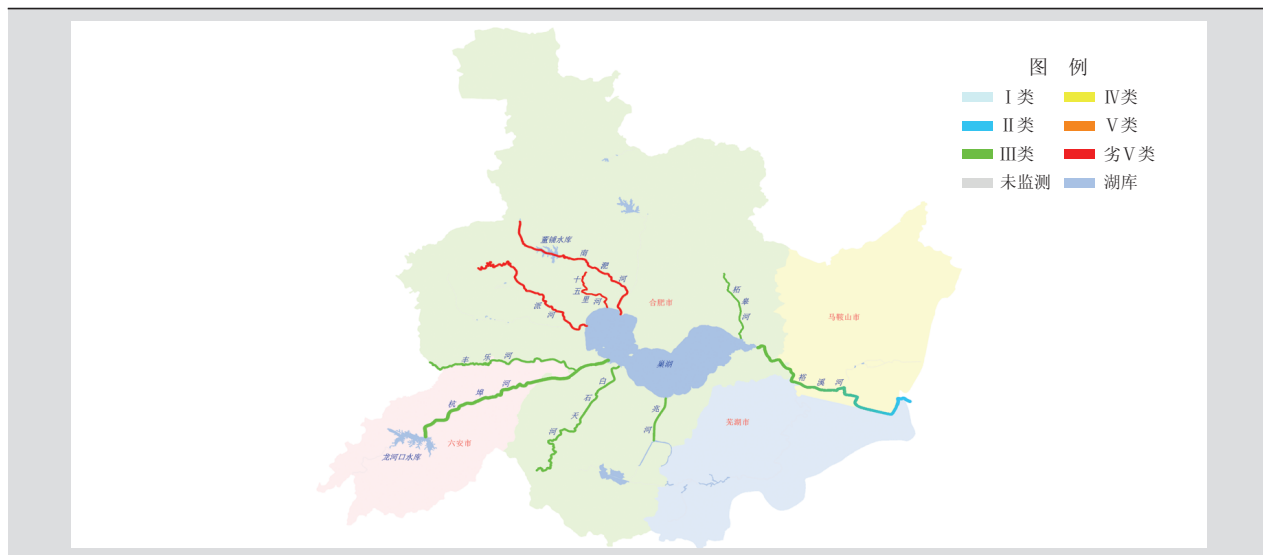 图 例
Ⅰ类
Ⅳ类
Ⅱ类
Ⅴ类
Ⅲ类
劣Ⅴ类
未监测
湖库
董铺水库
南淝河
十五里河
派河
合肥市
柘皋河
马鞍山市
丰乐河
巢湖
杭埠河
白石天河
兆河
裕溪河
芜湖市
六安市
龙河口水库